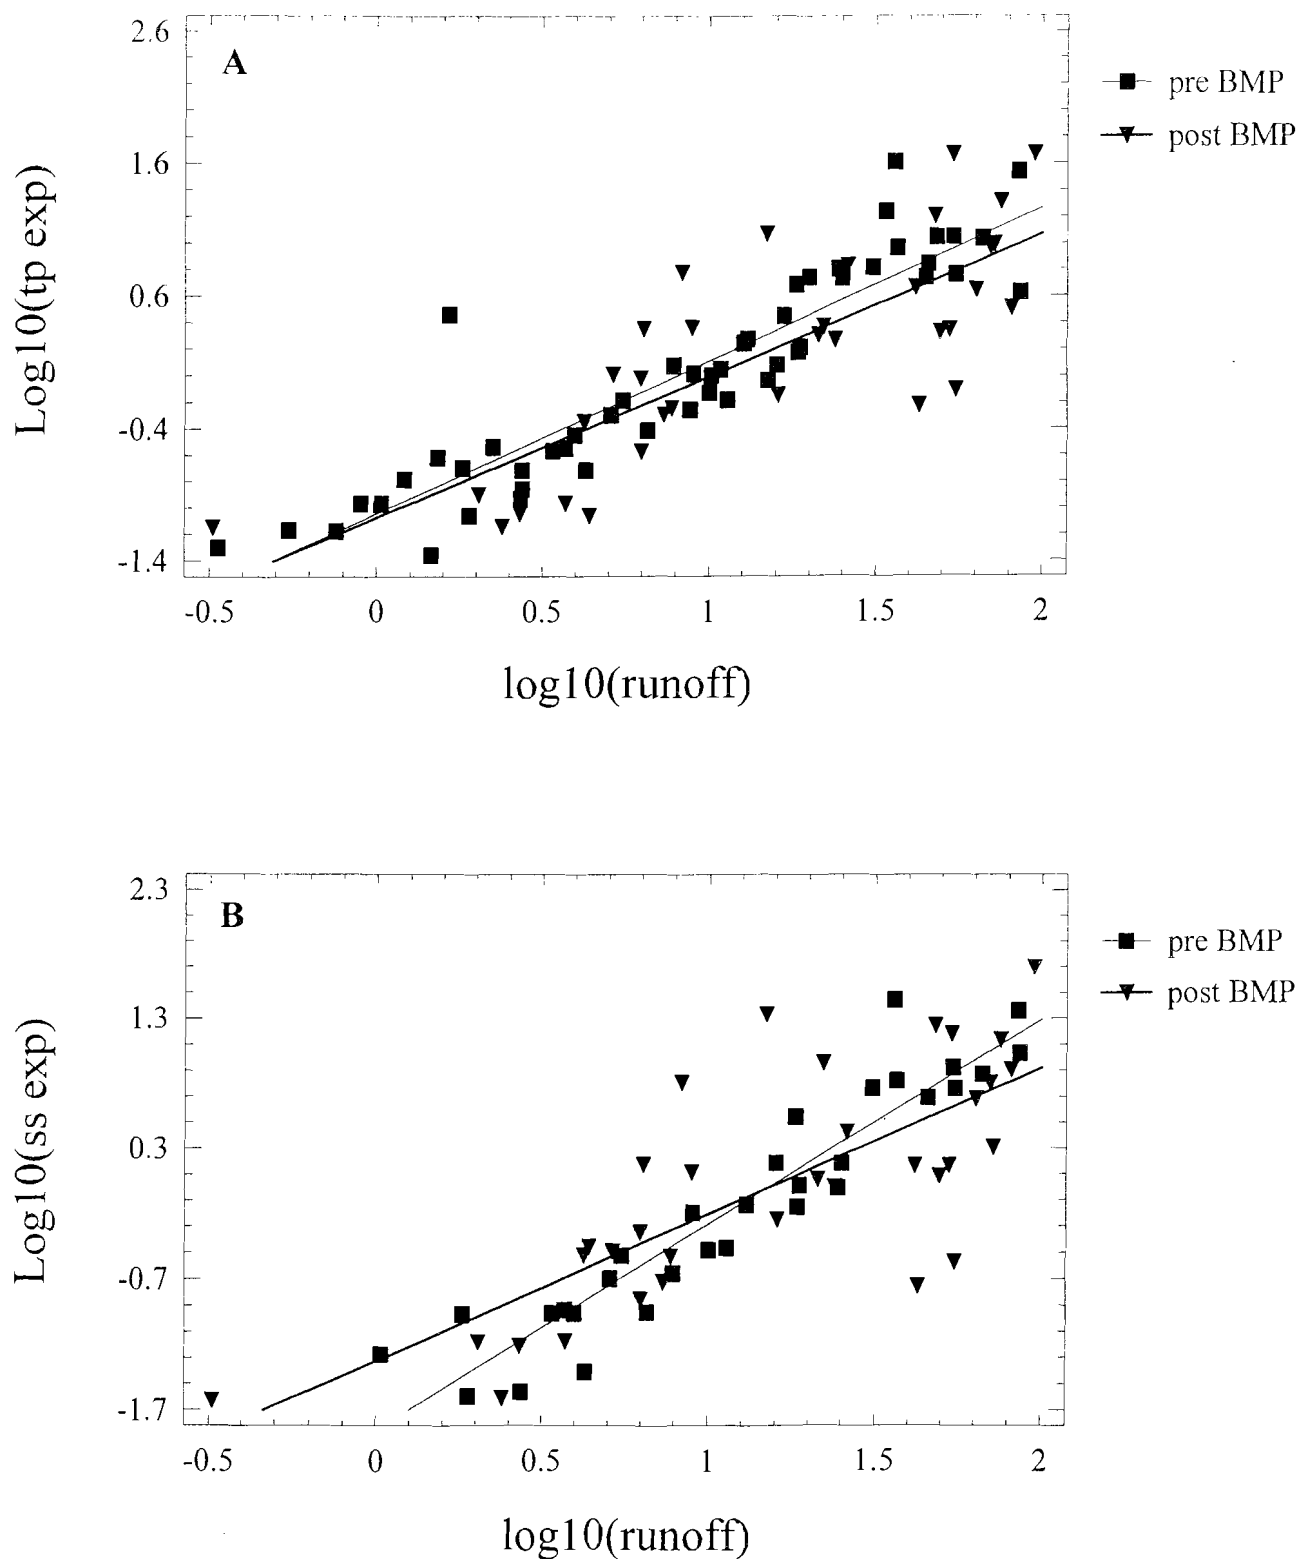 2.6
A
pre BMP
post BMP
1.6
0.6
-0.4
-1.4
Log10(tp exp)
-0.5 0 0.5 1 1.5 2
log10(runoff)
2.3
B
pre BMP
post BMP
1.3
0.3
-0.7
-1.7
Log10(ss exp)
-0.5 0 0.5 1 1.5 2
log10(runoff)